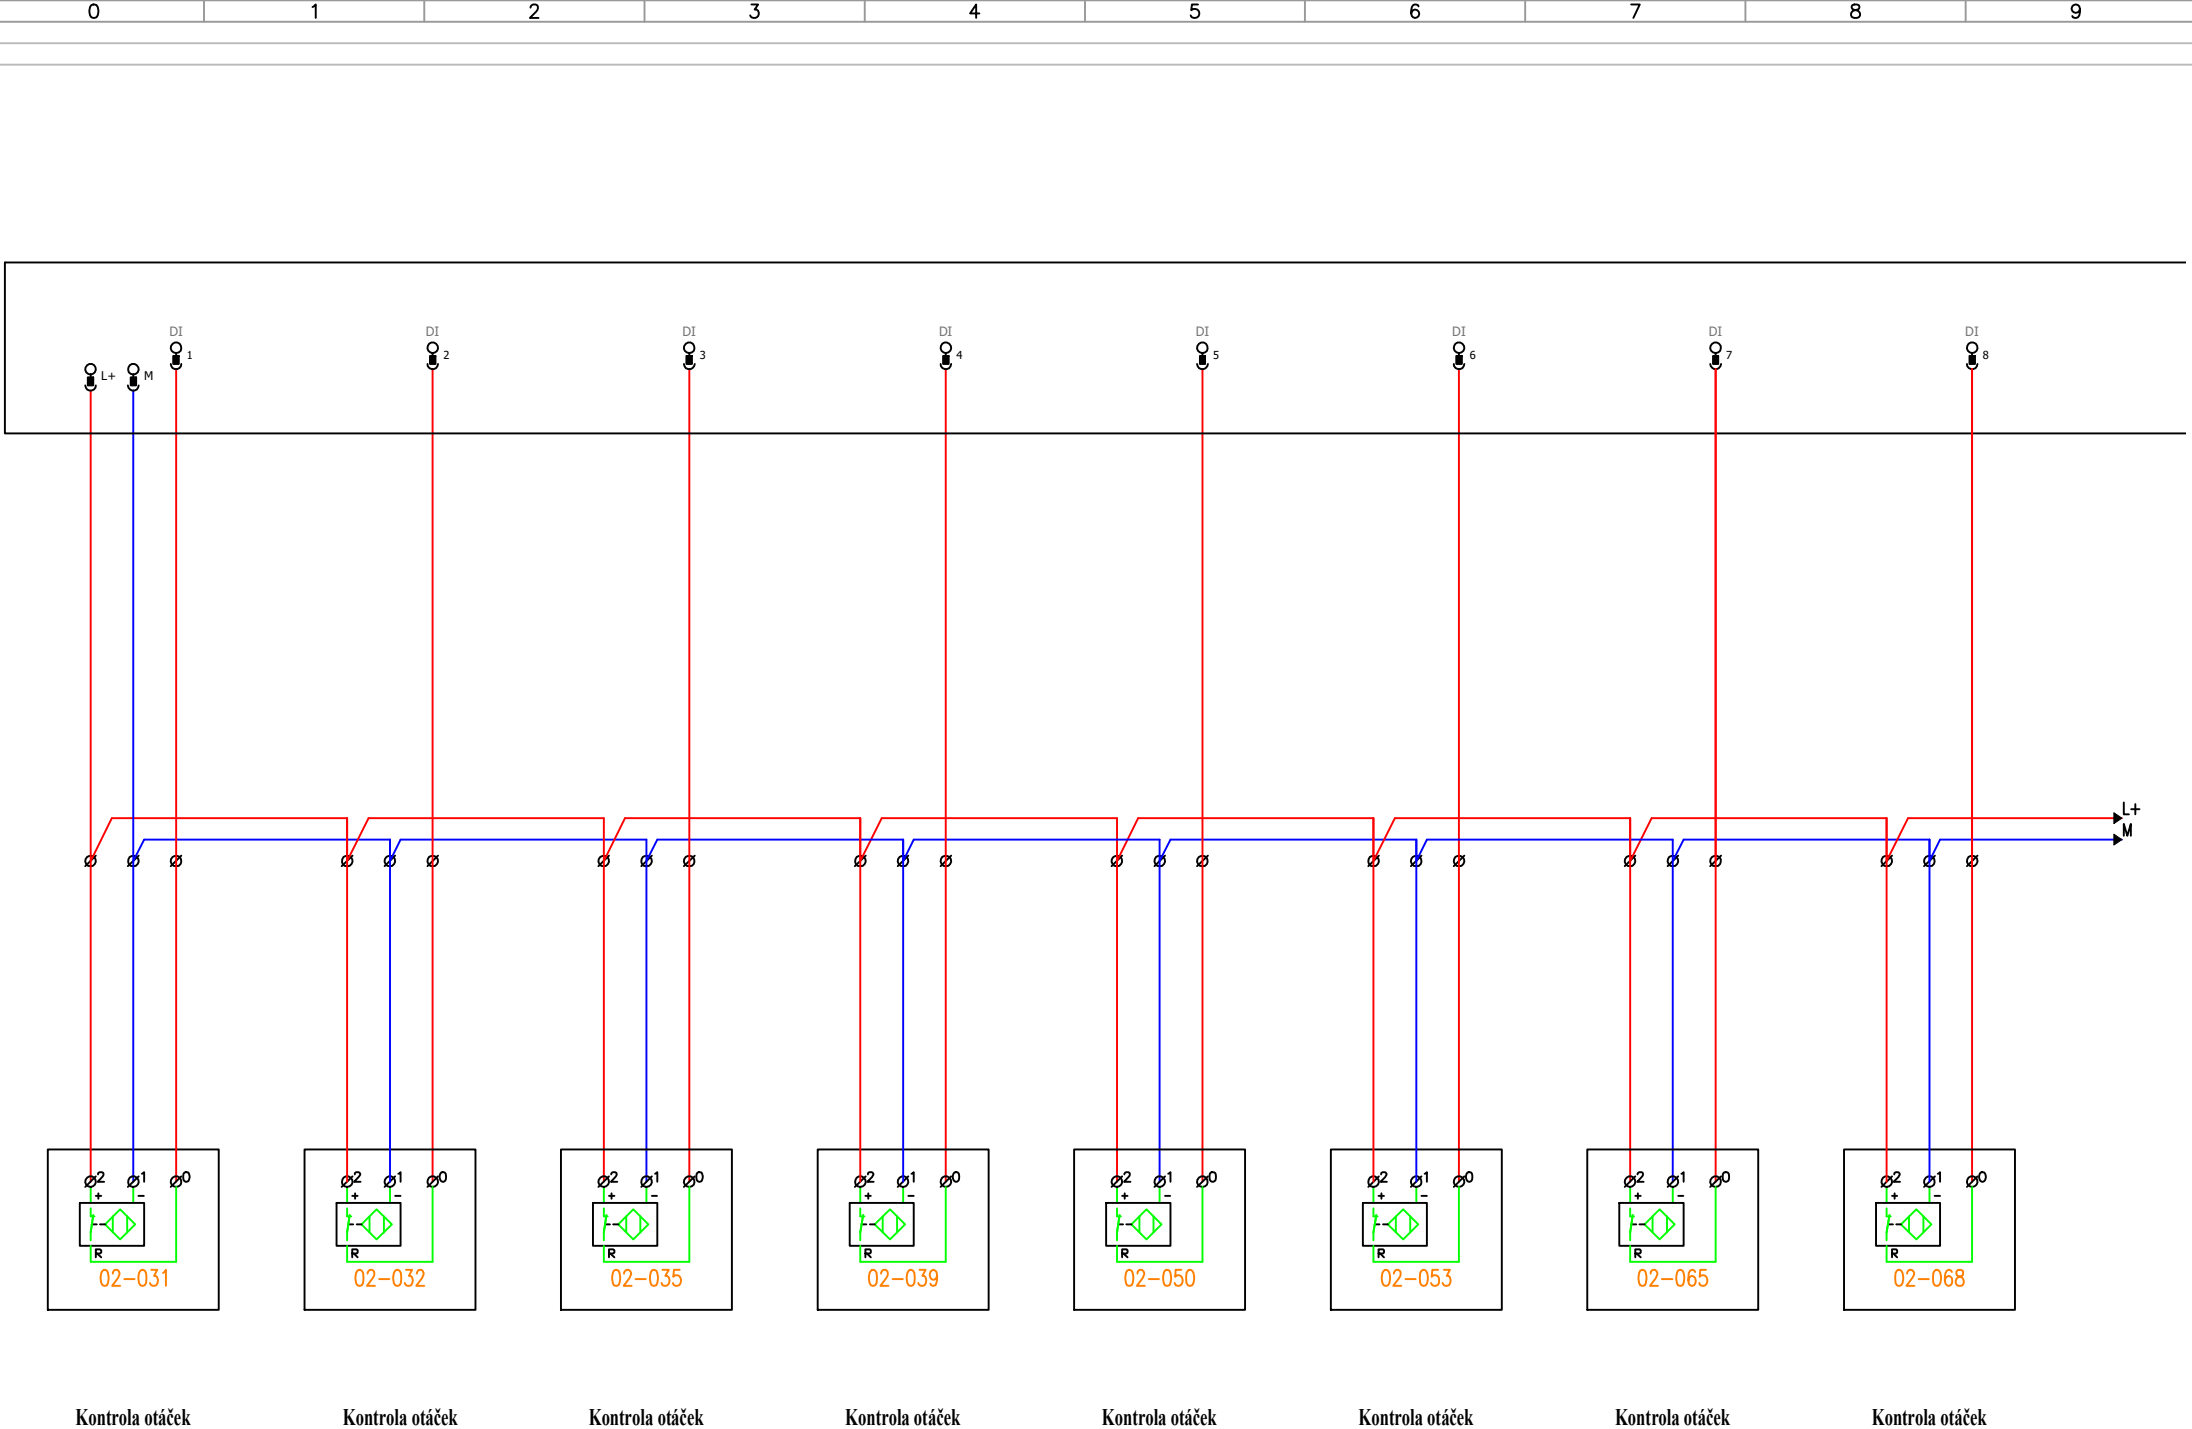 0 1 2 3 4 5 6 7 8 9
DI DI DI DI DI DI DI DI
1 2 3 4 5 6 7 8
L+ M
L+
M
2 1 0 2 1 0 2 1 0 2 1 0 2 1 0 2 1 0 2 1 0 2 1 0
+ - + - + - + - + - + - + - + -
R R R R R R R R
02-031 02-032 02-035 02-039 02-050 02-053 02-065 02-068
Kontrola otáček Kontrola otáček Kontrola otáček Kontrola otáček Kontrola otáček Kontrola otáček Kontrola otáček Kontrola otáček